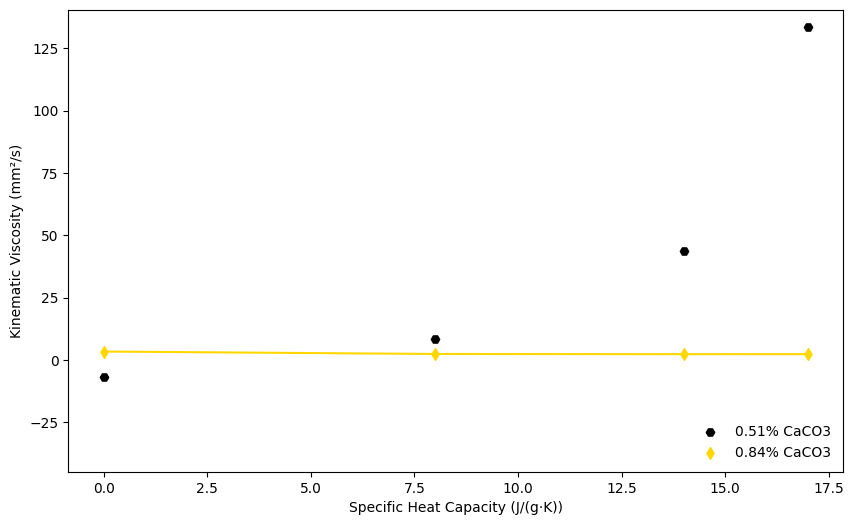 125
100
75
50
25
0
−25
Kinematic Viscosity (mm²/s)
0.51% CaCO3
0.84% CaCO3
0.0 2.5 5.0 7.5 10.0 12.5 15.0 17.5
Specific Heat Capacity (J/(g·K))